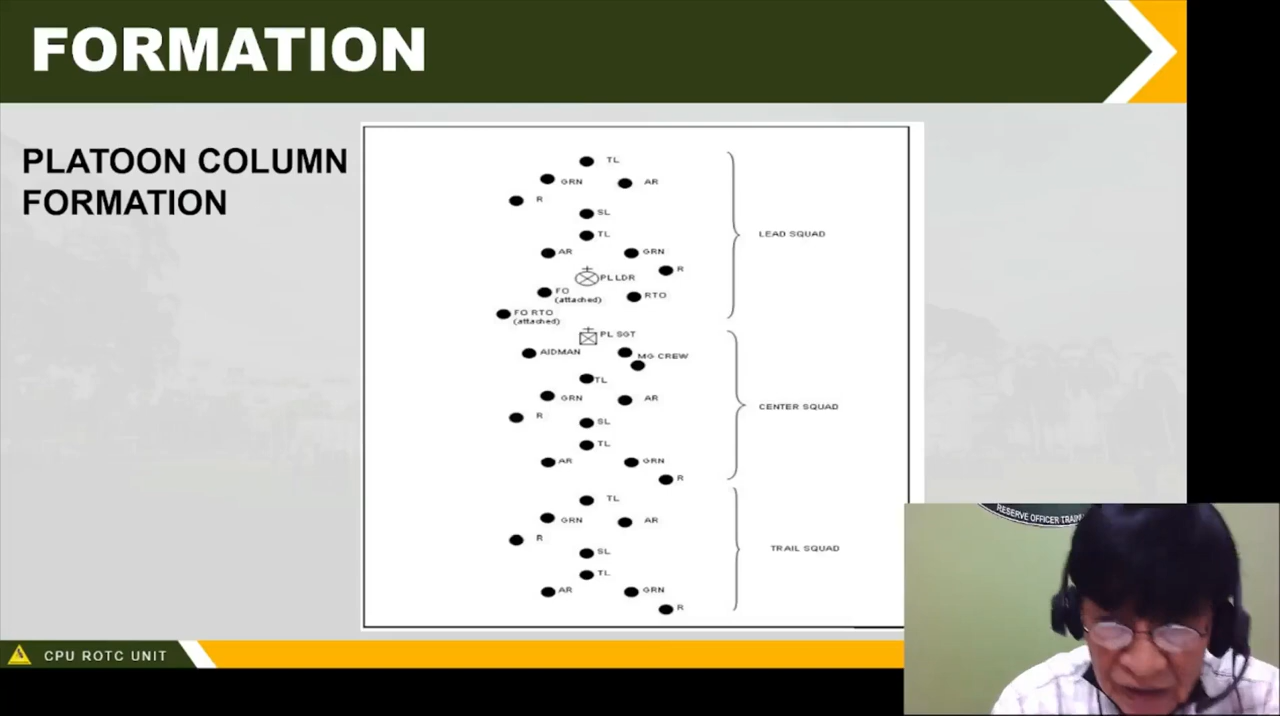 FORMATION
PLATOON COLUMN
FORMATION
TL
GRN
AR
R
SL
TL
AR
GRN
R
PL LDR
FO
(attached)
RTO
FO RTO
(attached)
LEAD SQUAD
PL SGT
AIDMAN
MG CREW
TL
GRN
AR
R
SL
TL
AR
GRN
R
CENTER SQUAD
TL
GRN
AR
R
SL
TL
AR
GRN
R
TRAIL SQUAD
CPU ROTC UNIT
RESERVE OFFICER